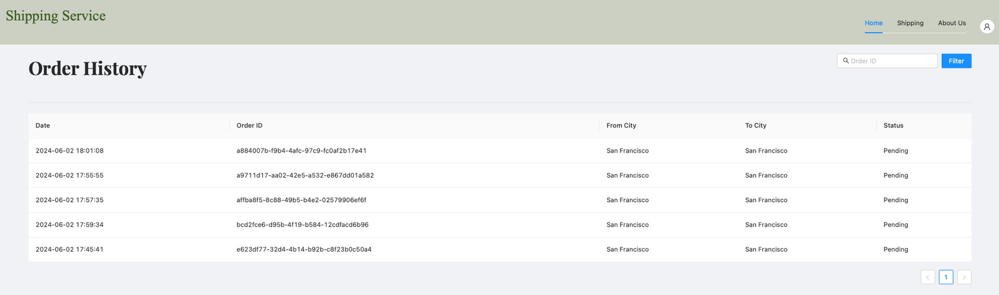 Shipping Service
Home Shipping About Us
Order History
Order ID Filter
Date Order ID From City To City Status
2024-06-02 18:01:08 a884007b-f9b4-4afc-97c9-fc0af2b17e41 San Francisco San Francisco Pending
2024-06-02 17:55:55 a9711d17-aa02-42e5-a532-e867dd01a582 San Francisco San Francisco Pending
2024-06-02 17:57:35 affba8f5-8c88-49b5-b4e2-02579906ef6f San Francisco San Francisco Pending
2024-06-02 17:59:34 bcd2fce6-d95b-4f19-b584-12cdfacd6b96 San Francisco San Francisco Pending
2024-06-02 17:45:41 e623df77-32d4-4b14-b92b-c8f23b0c50a4 San Francisco San Francisco Pending
< 1 >